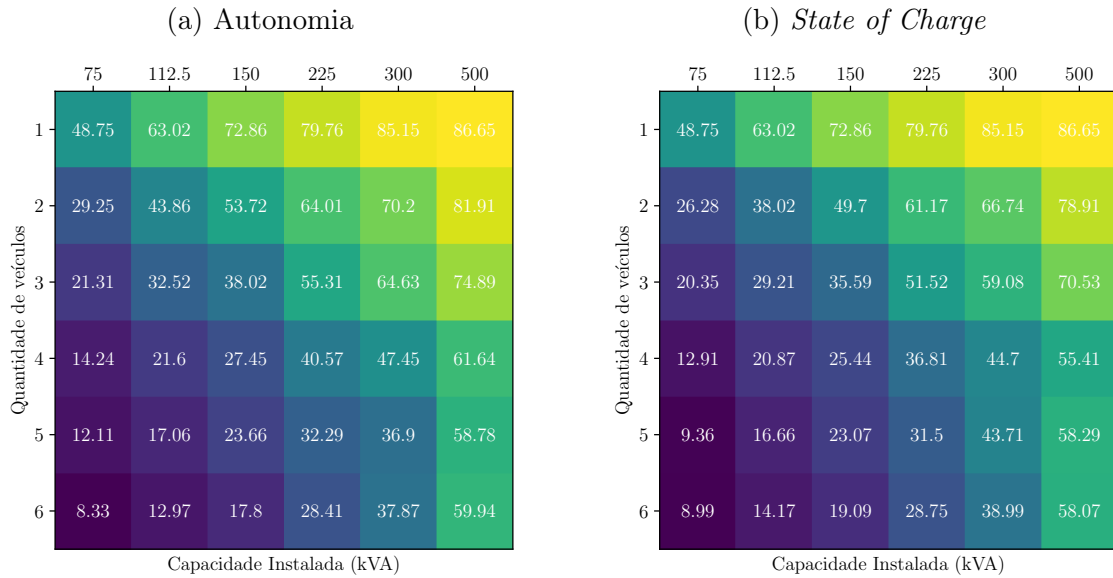 (a) Autonomia
75 112.5 150 225 300 500
1 48.75 63.02 72.86 79.76 85.15 86.65
2 29.25 43.86 53.72 64.01 70.2 81.91
3 21.31 32.52 38.02 55.31 64.63 74.89
4 14.24 21.6 27.45 40.57 47.45 61.64
5 12.11 17.06 23.66 32.29 36.9 58.78
6 8.33 12.97 17.8 28.41 37.87 59.94
Quantidade de veículos
Capacidade Instalada (kVA)
(b) State of Charge
75 112.5 150 225 300 500
1 48.75 63.02 72.86 79.76 85.15 86.65
2 26.28 38.02 49.7 61.17 66.74 78.91
3 20.35 29.21 35.59 51.52 59.08 70.53
4 12.91 20.87 25.44 36.81 44.7 55.41
5 9.36 16.66 23.07 31.5 43.71 58.29
6 8.99 14.17 19.09 28.75 38.99 58.07
Quantidade de veículos
Capacidade Instalada (kVA)